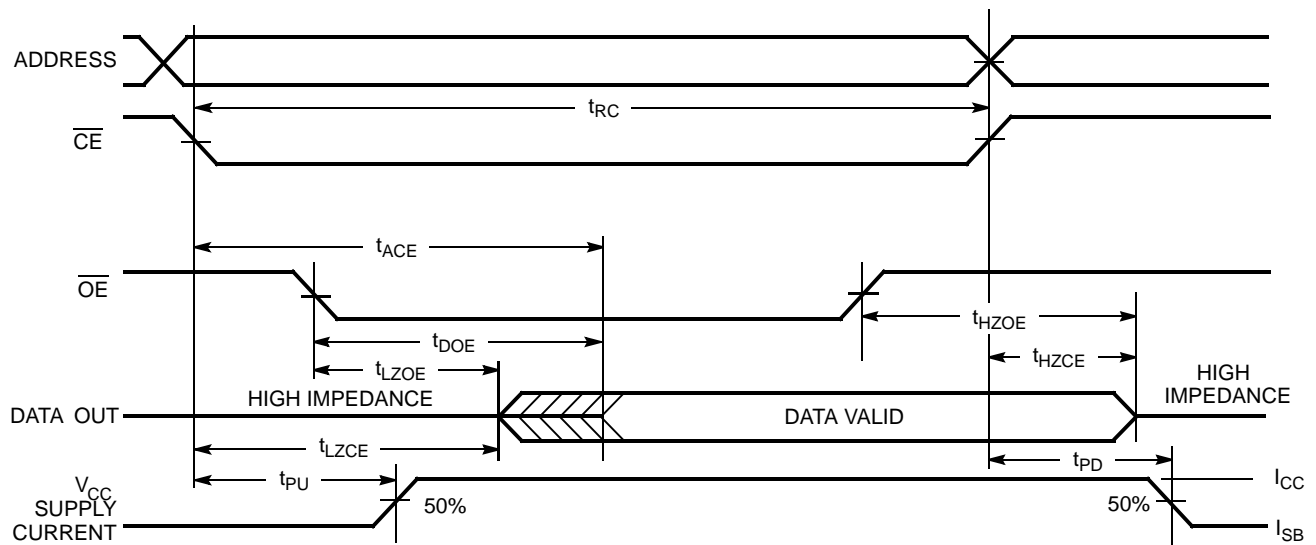 ADDRESS
tRC
CE
tACE
OE
tHZOE
tDOE
tHZCE
tLZOE
HIGH IMPEDANCE
HIGH
IMPEDANCE
DATA OUT
DATA VALID
tLZCE
tPD
tPU
VCC
SUPPLY
CURRENT
50%
50%
ICC
ISB